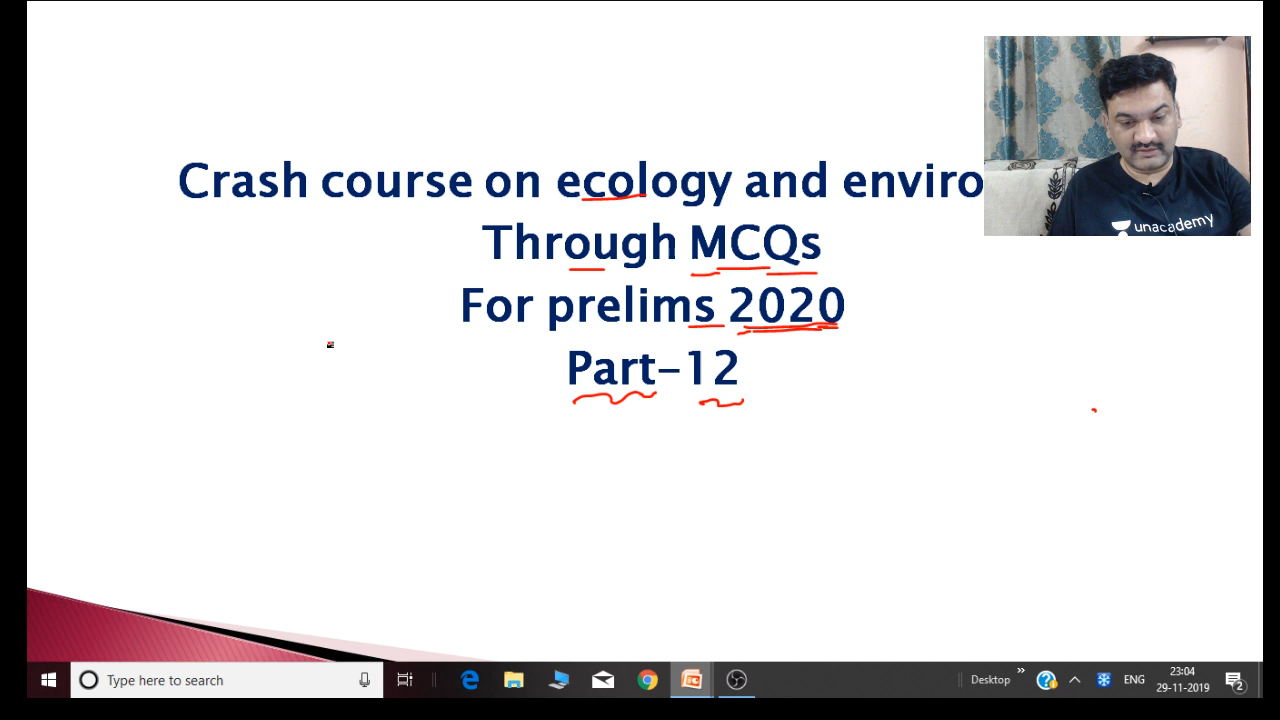 Crash course on ecology and enviro
Through MCQs
For prelims 2020
Part-12
unacademy
Type here to search
Desktop
ENG
23:04
29-11-2019
2